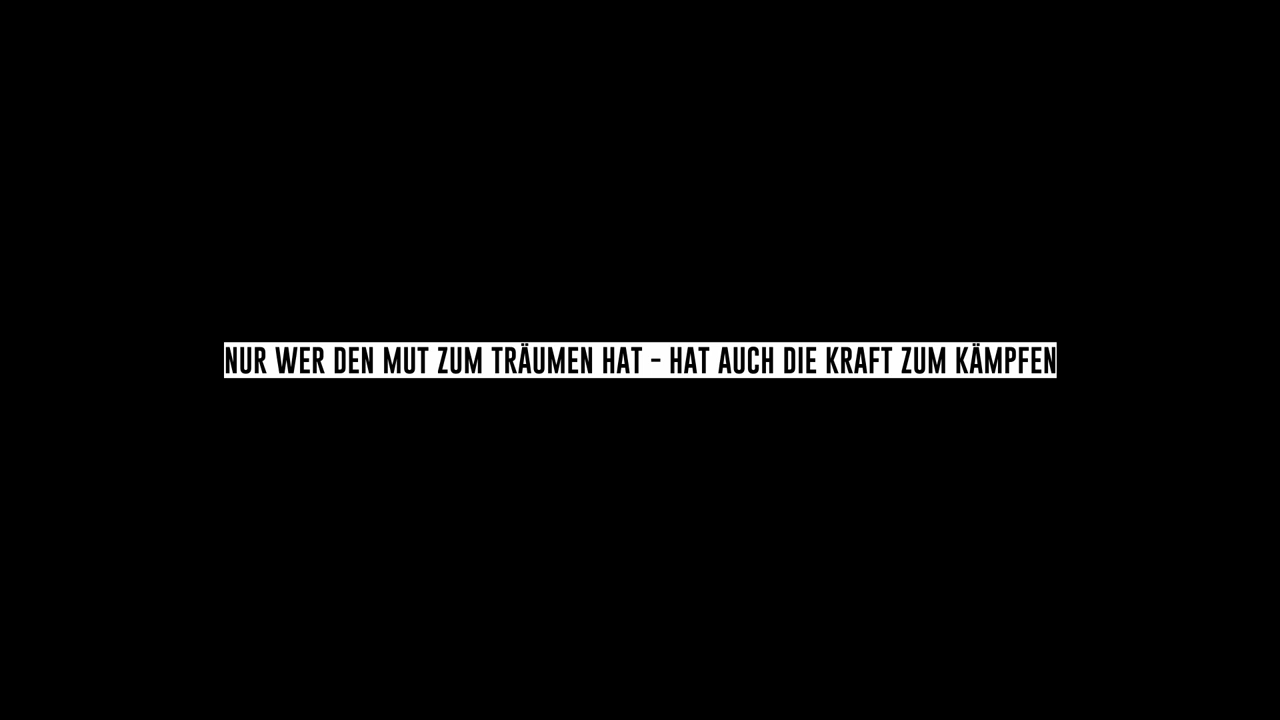 NUR WER DEN MUT ZUM TRÄUMEN HAT - HAT AUCH DIE KRAFT ZUM KÄMPFEN